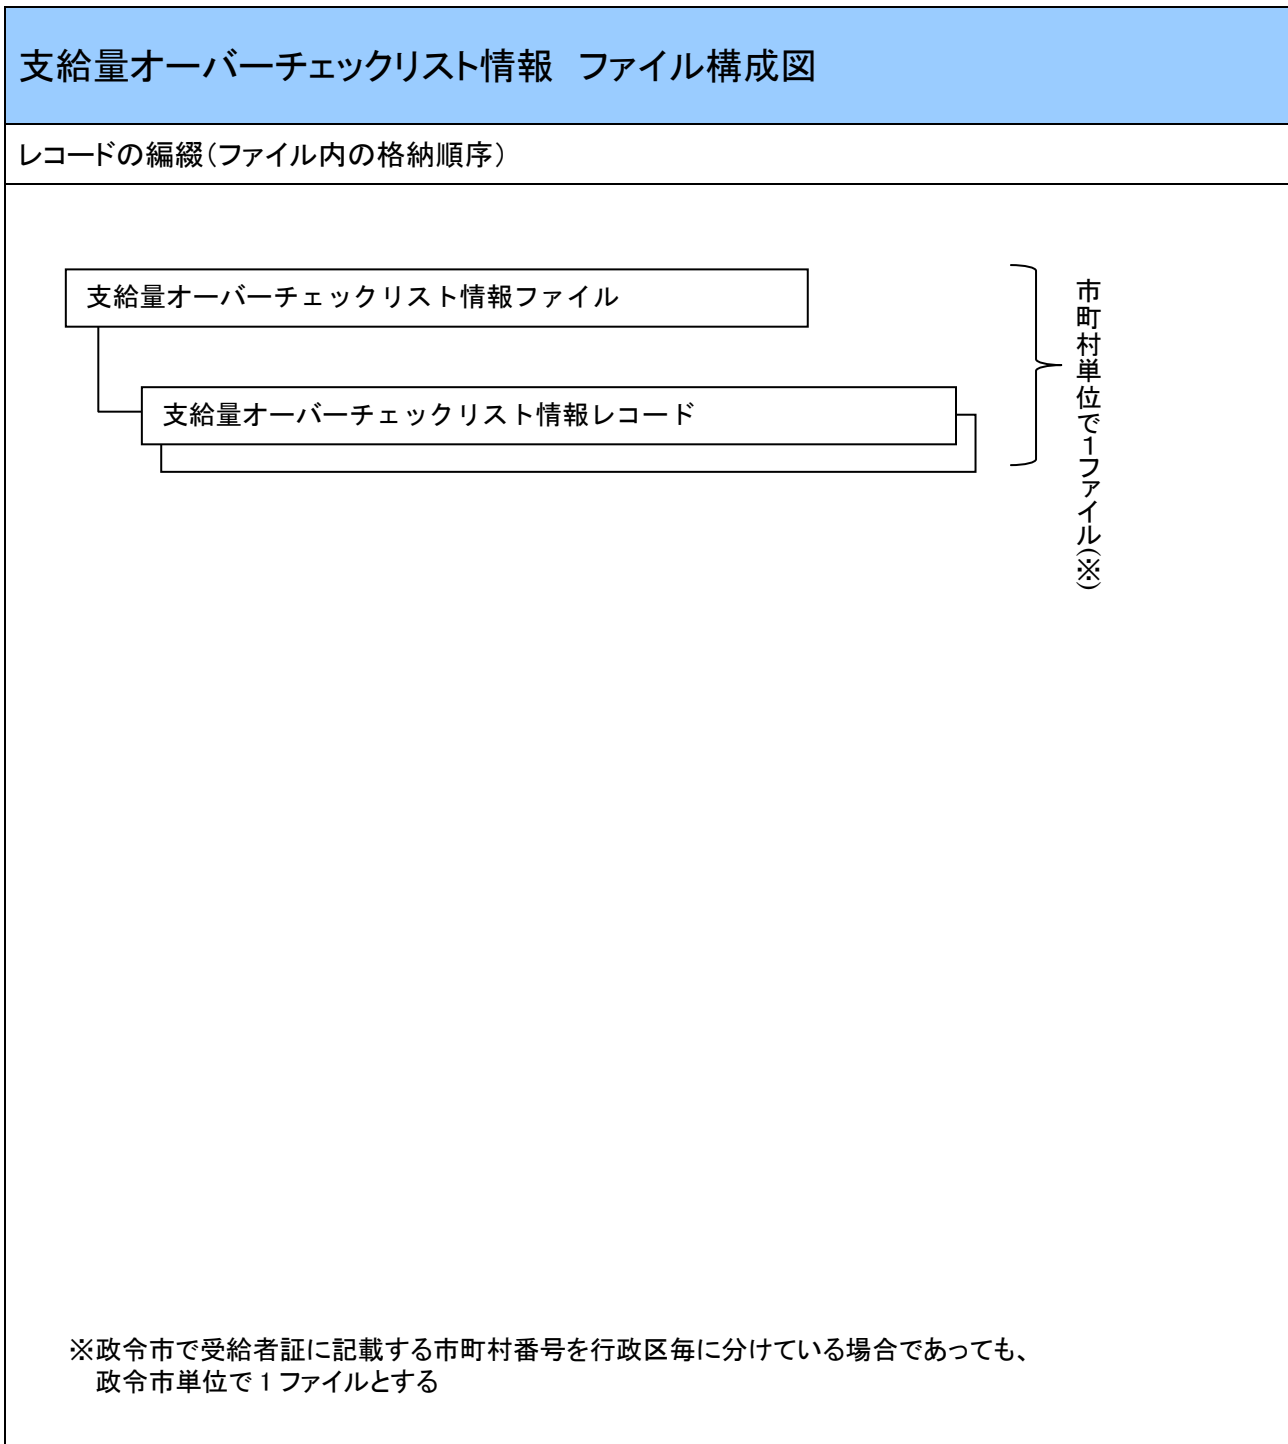 支給量オーバーチェックリスト情報　ファイル構成図
レコードの編綴（ファイル内の格納順序）
支給量オーバーチェックリスト情報ファイル
支給量オーバーチェックリスト情報レコード
市町村単位で１ファイル(※)
※政令市で受給者証に記載する市町村番号を行政区毎に分けている場合であっても、
政令市単位で１ファイルとする